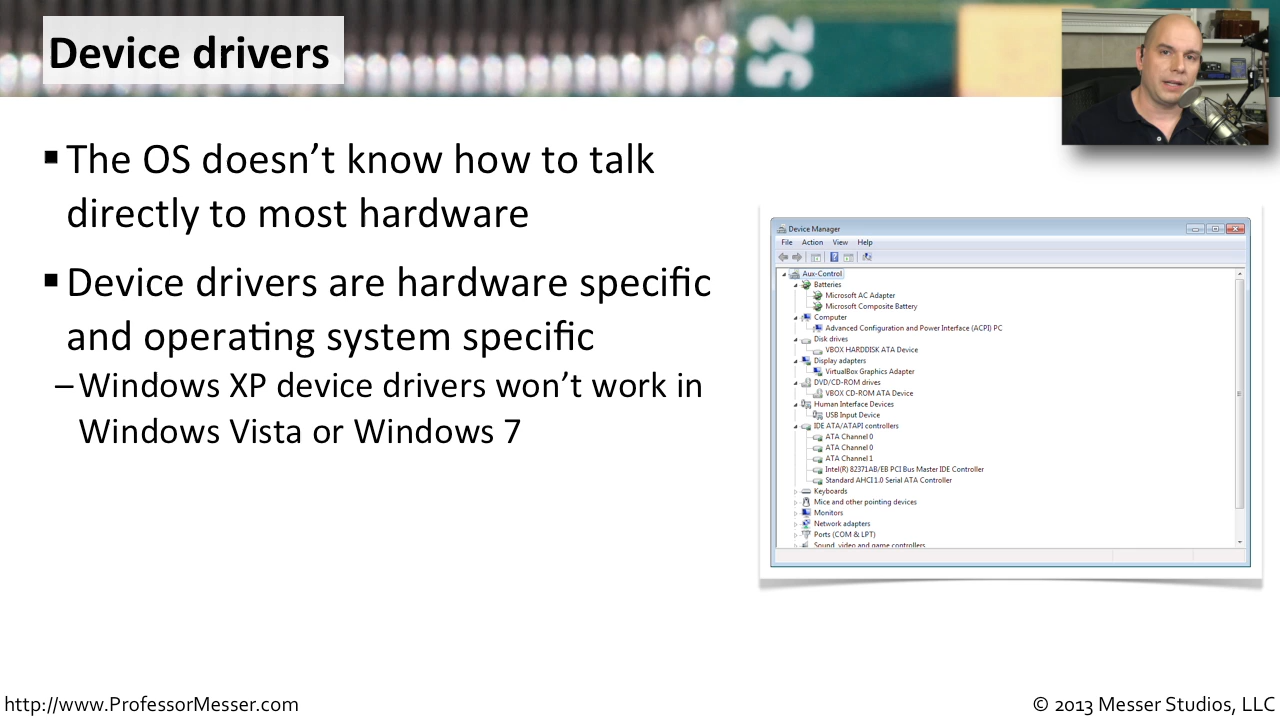 Device drivers
52
▪ The OS doesn’t know how to talk
directly to most hardware
▪ Device drivers are hardware specific
and operating system specific
– Windows XP device drivers won’t work in
Windows Vista or Windows 7
Device Manager
File Action View Help
Aux-Control
Batteries
Microsoft AC Adapter
Microsoft Composite Battery
Computer
Advanced Configuration and Power Interface (ACPI) PC
Disk drives
VBOX HARDDISK ATA Device
Display adapters
VirtualBox Graphics Adapter
DVD/CD-ROM drives
VBOX CD-ROM ATA Device
Human Interface Devices
USB Input Device
IDE ATA/ATAPI controllers
ATA Channel 0
ATA Channel 0
ATA Channel 1
Intel(R) 82371AB/EB PCI Bus Master IDE Controller
Standard AHCI 1.0 Serial ATA Controller
Keyboards
Mice and other pointing devices
Monitors
Network adapters
Ports (COM & LPT)
Sound, video and game controllers
http://www.ProfessorMesser.com
© 2013 Messer Studios, LLC